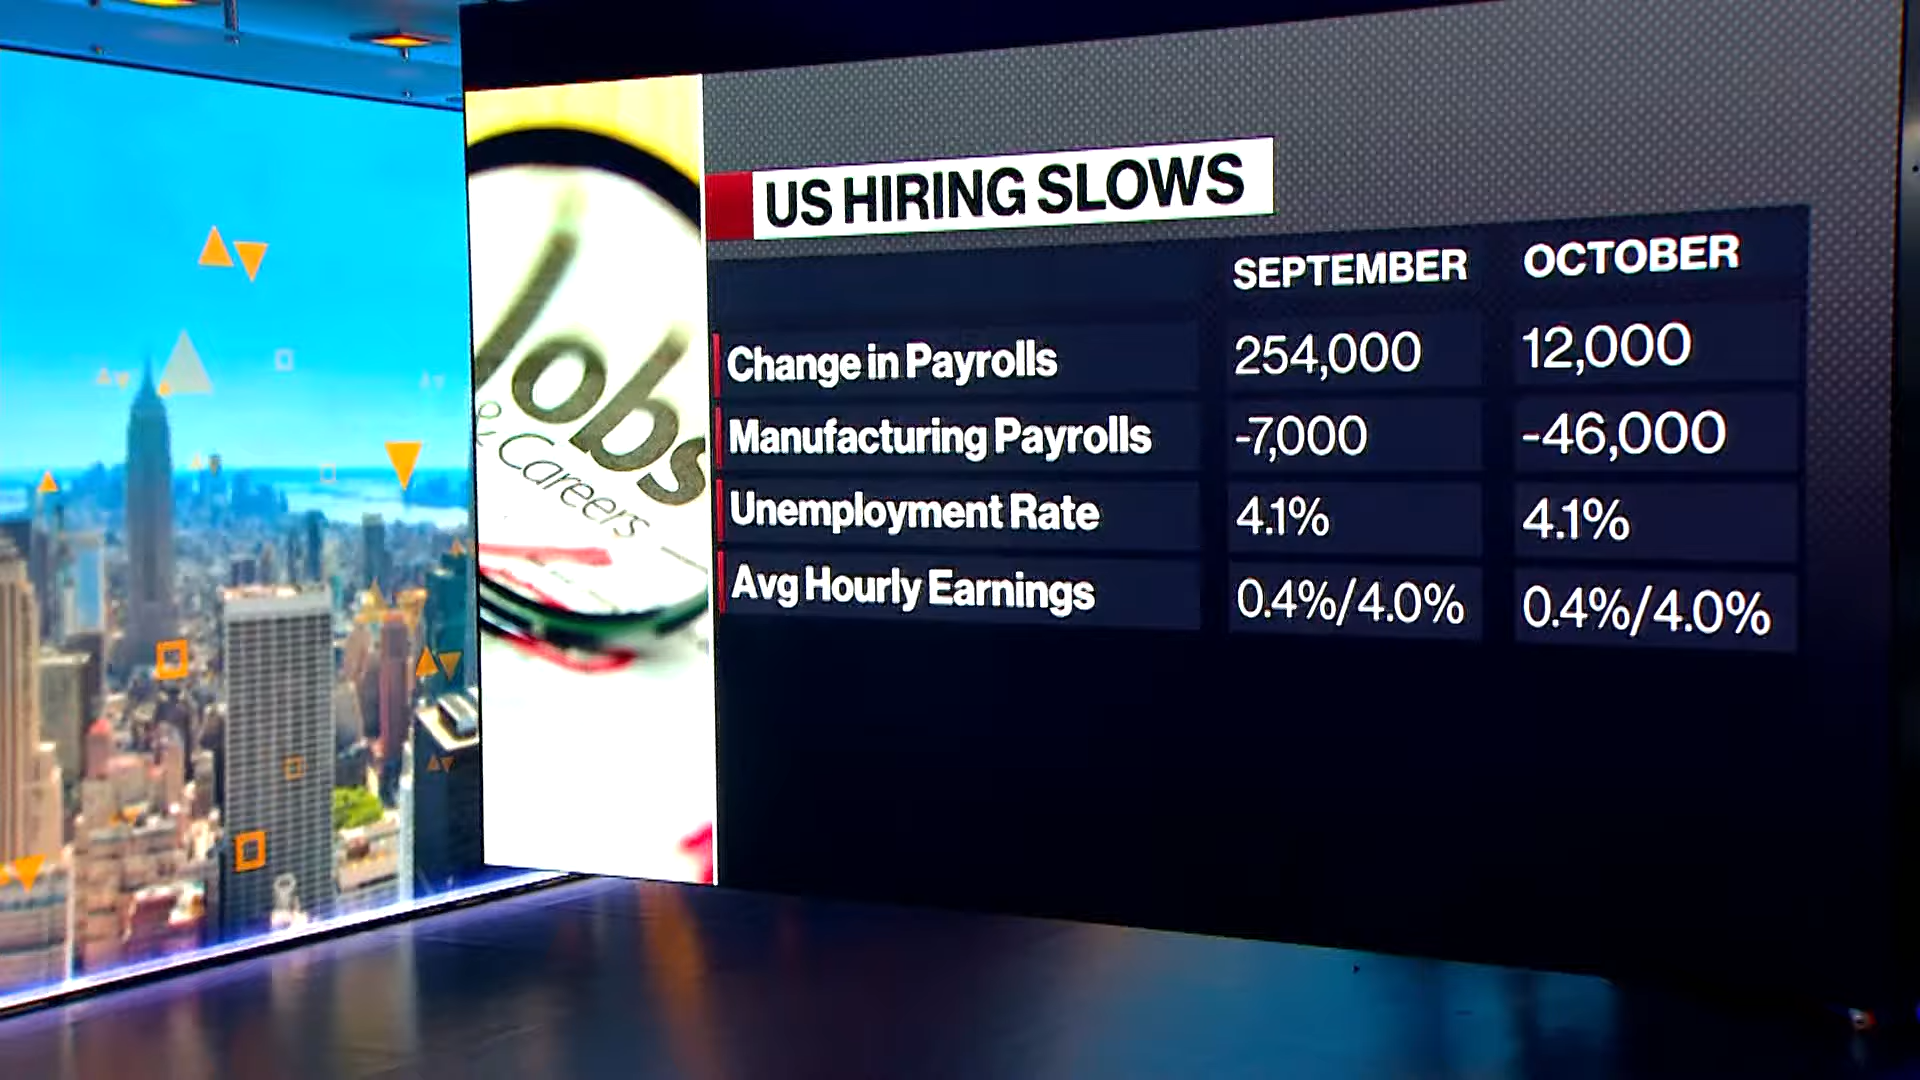 Jobs
& Careers
US HIRING SLOWS
SEPTEMBER OCTOBER
Change in Payrolls 254,000 12,000
Manufacturing Payrolls -7,000 -46,000
Unemployment Rate 4.1% 4.1%
Avg Hourly Earnings 0.4%/4.0% 0.4%/4.0%